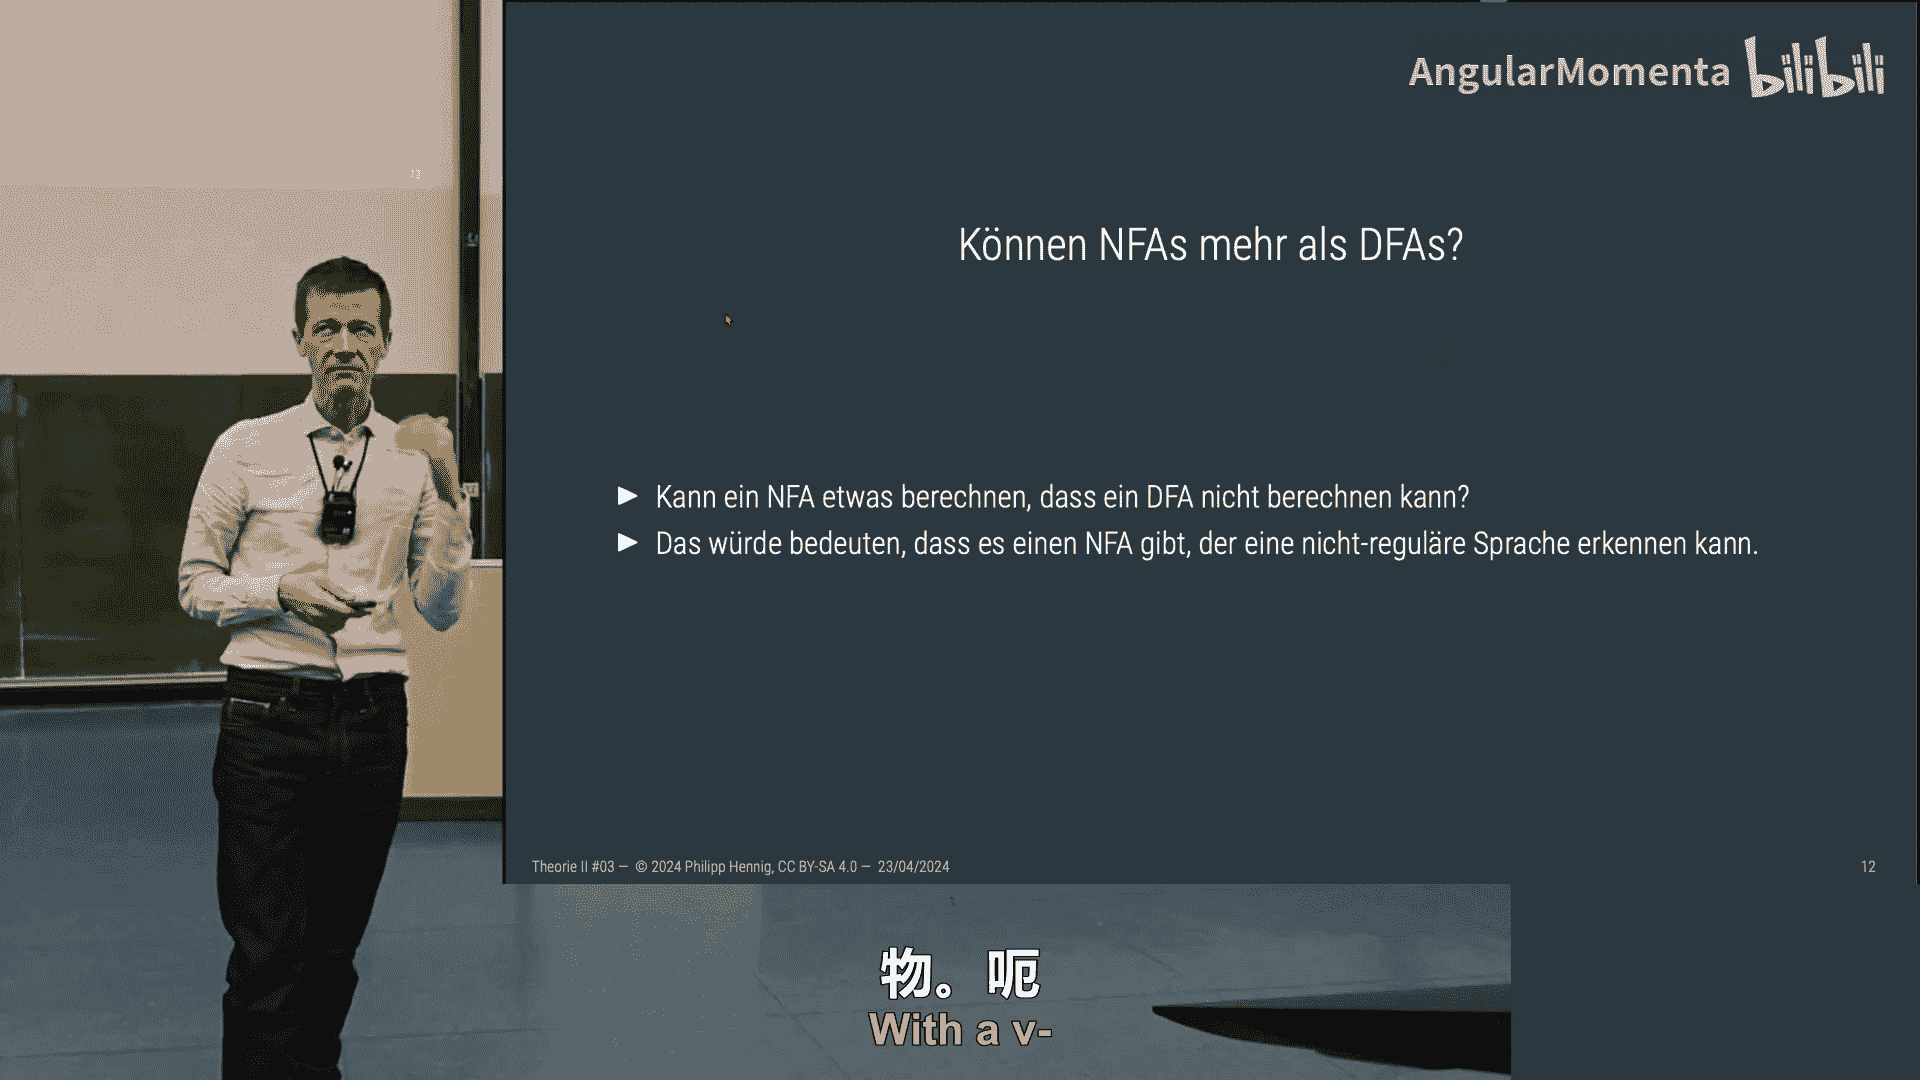 AngularMomenta bilibili
Können NFAs mehr als DFAs?
► Kann ein NFA etwas berechnen, dass ein DFA nicht berechnen kann?
► Das würde bedeuten, dass es einen NFA gibt, der eine nicht-reguläre Sprache erkennen kann.
Theorie II #03 — © 2024 Philipp Hennig, CC BY-SA 4.0 — 23/04/2024
12
物。呃
With a v-